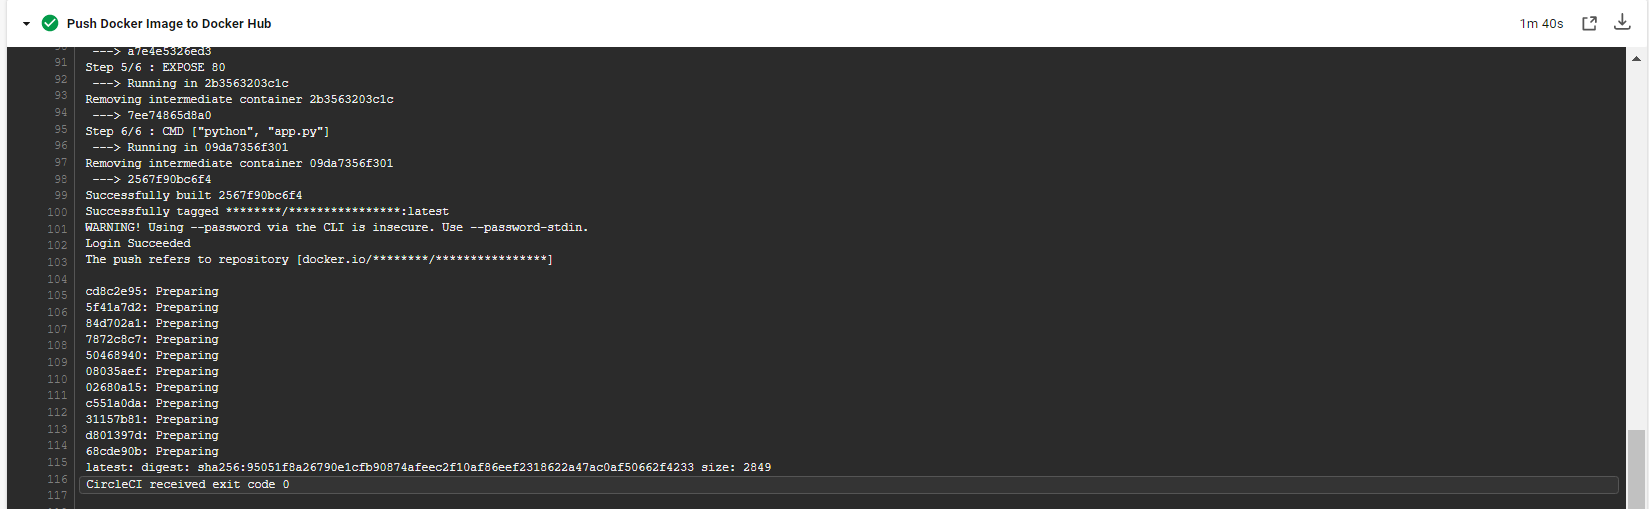 Push Docker Image to Docker Hub
1m 40s
---> a7e4e5326ed3
91 Step 5/6 : EXPOSE 80
92 ---> Running in 2b3563203c1c
93 Removing intermediate container 2b3563203c1c
94 ---> 7ee74865d8a0
95 Step 6/6 : CMD ["python", "app.py"]
96 ---> Running in 09da7356f301
97 Removing intermediate container 09da7356f301
98 ---> 2567f90bc6f4
99 Successfully built 2567f90bc6f4
100 Successfully tagged ********/****************:latest
101 WARNING! Using --password via the CLI is insecure. Use --password-stdin.
102 Login Succeeded
103 The push refers to repository [docker.io/********/****************]
104
105 cd8c2e95: Preparing
106 5f41a7d2: Preparing
107 84d702a1: Preparing
108 7872c8c7: Preparing
109 50468940: Preparing
110 08035aef: Preparing
111 02680a15: Preparing
112 c551a0da: Preparing
113 31157b81: Preparing
114 d801397d: Preparing
115 68cde90b: Preparing
116 latest: digest: sha256:95051f8a26790e1cfb90874afeec2f10af86eef2318622a47ac0af50662f4233 size: 2849
117 CircleCI received exit code 0